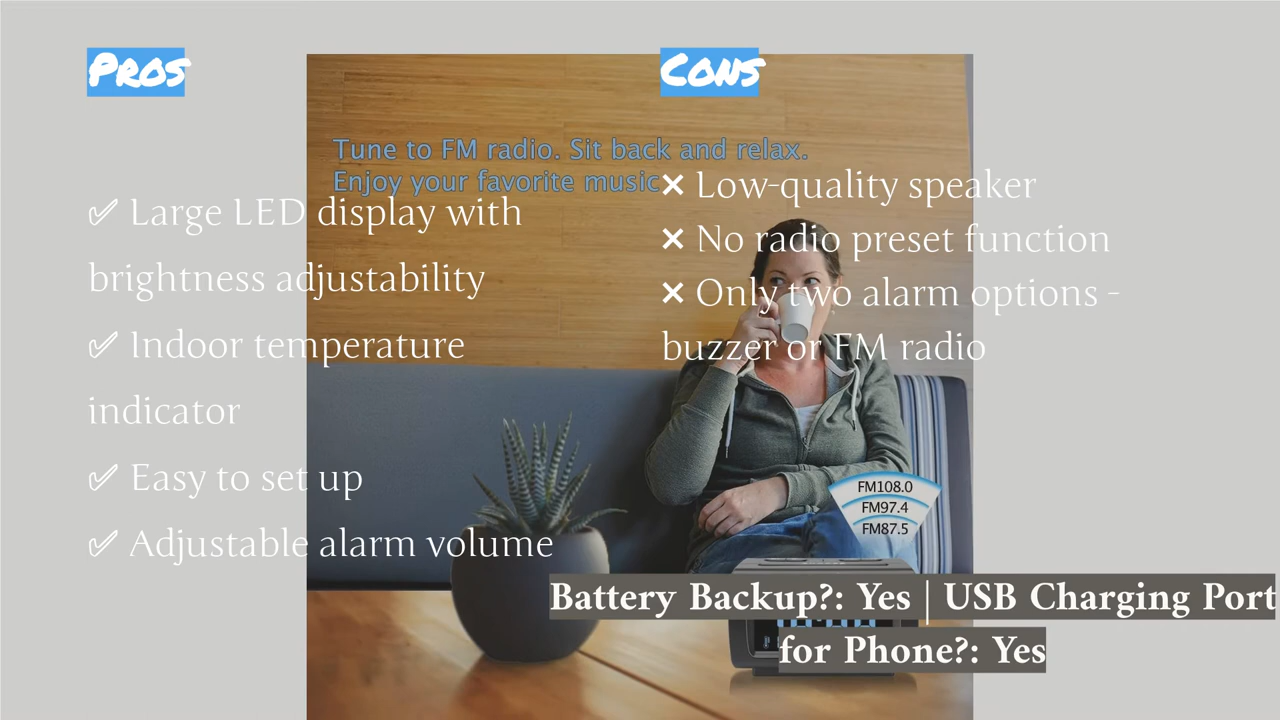 Pros
Cons
Tune to FM radio. Sit back and relax.
Enjoy your favorite music
✅ Large LED display with
brightness adjustability
✅ Indoor temperature
indicator
✅ Easy to set up
✅ Adjustable alarm volume
❌ Low-quality speaker
❌ No radio preset function
❌ Only two alarm options -
buzzer or FM radio
FM108.0
FM97.4
FM87.5
Battery Backup?: Yes | USB Charging Port
for Phone?: Yes